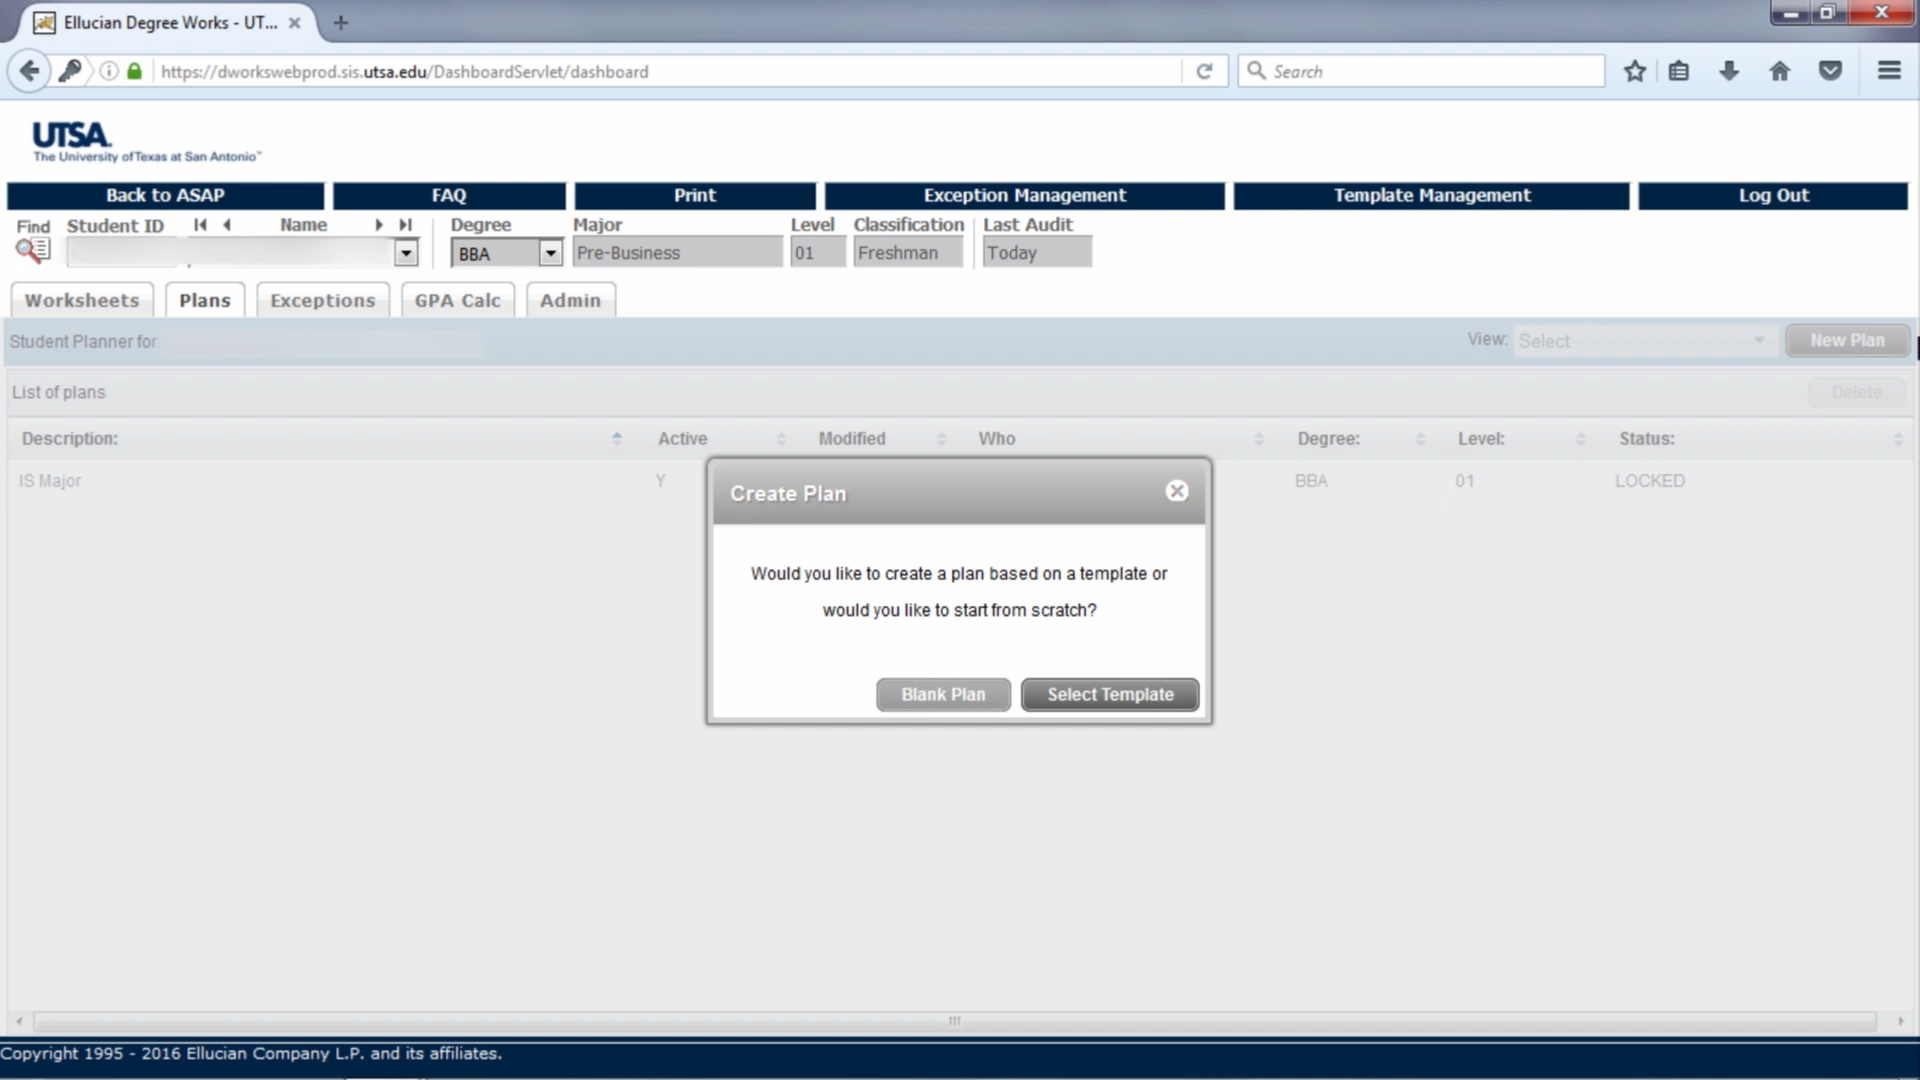 Ellucian Degree Works - UT...
https://dworkswebprod.sis.utsa.edu/DashboardServlet/dashboard
Search
UTSA.
The University of Texas at San Antonio™
Back to ASAP FAQ Print Exception Management Template Management Log Out
Find Student ID Name Degree Major Level Classification Last Audit
BBA Pre-Business 01 Freshman Today
Worksheets Plans Exceptions GPA Calc Admin
Student Planner for View: Select New Plan
List of plans Delete
Description: Active Modified Who Degree: Level: Status:
IS Major Y BBA 01 LOCKED
Create Plan
Would you like to create a plan based on a template or
would you like to start from scratch?
Blank Plan Select Template
Copyright 1995 - 2016 Ellucian Company L.P. and its affiliates.